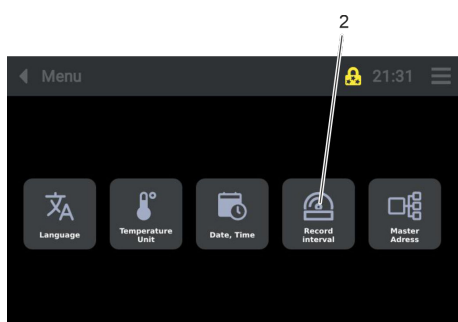 2
Menu 21:31
Language
Temperature
Unit
Date, Time
Record
interval
Master
Adress